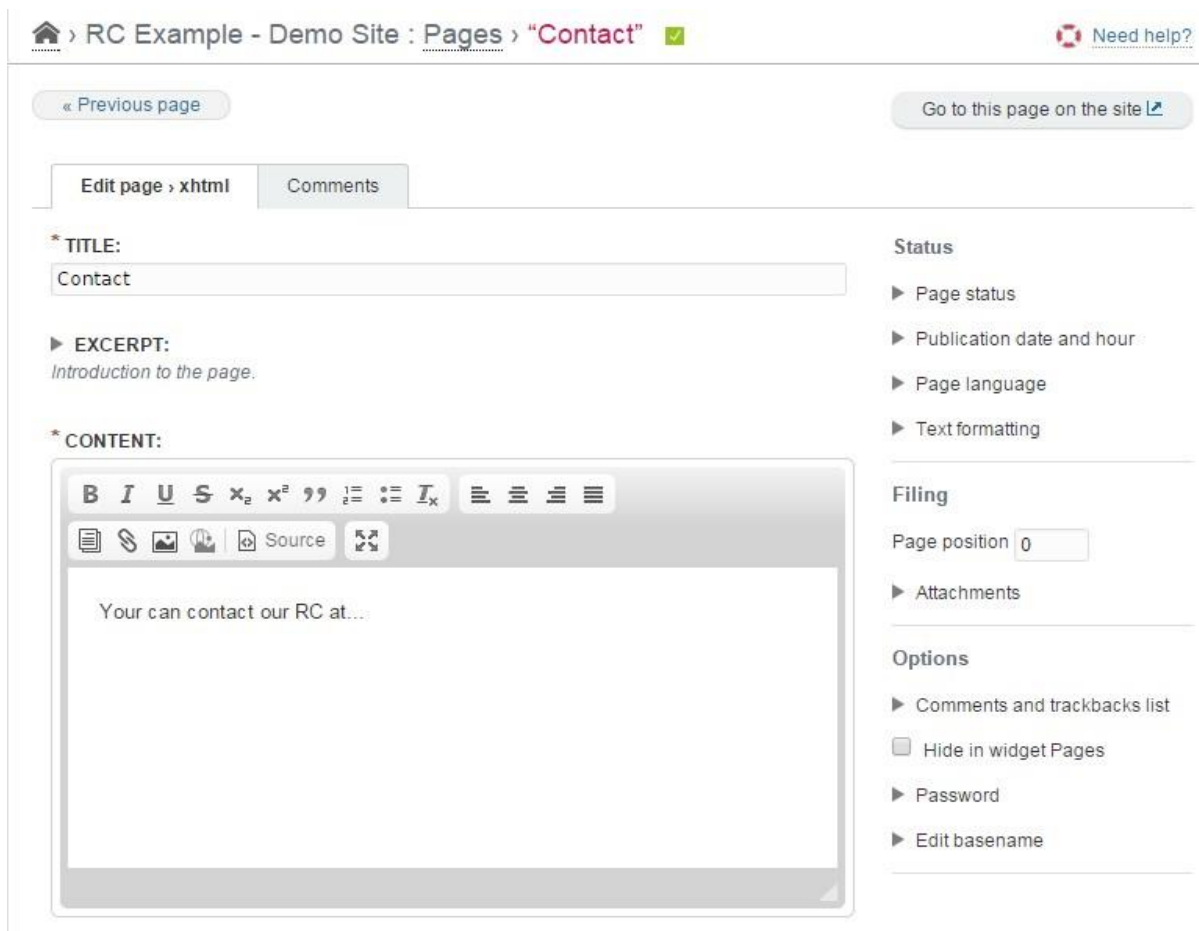 › RC Example - Demo Site : Pages › “Contact”
Need help?
« Previous page
Go to this page on the site
Edit page › xhtml
Comments
* TITLE:
Contact
EXCERPT:
Introduction to the page.
* CONTENT:
B I U S x₂ x² ” Tx
Source
Your can contact our RC at...
Status
Page status
Publication date and hour
Page language
Text formatting
Filing
Page position 0
Attachments
Options
Comments and trackbacks list
Hide in widget Pages
Password
Edit basename